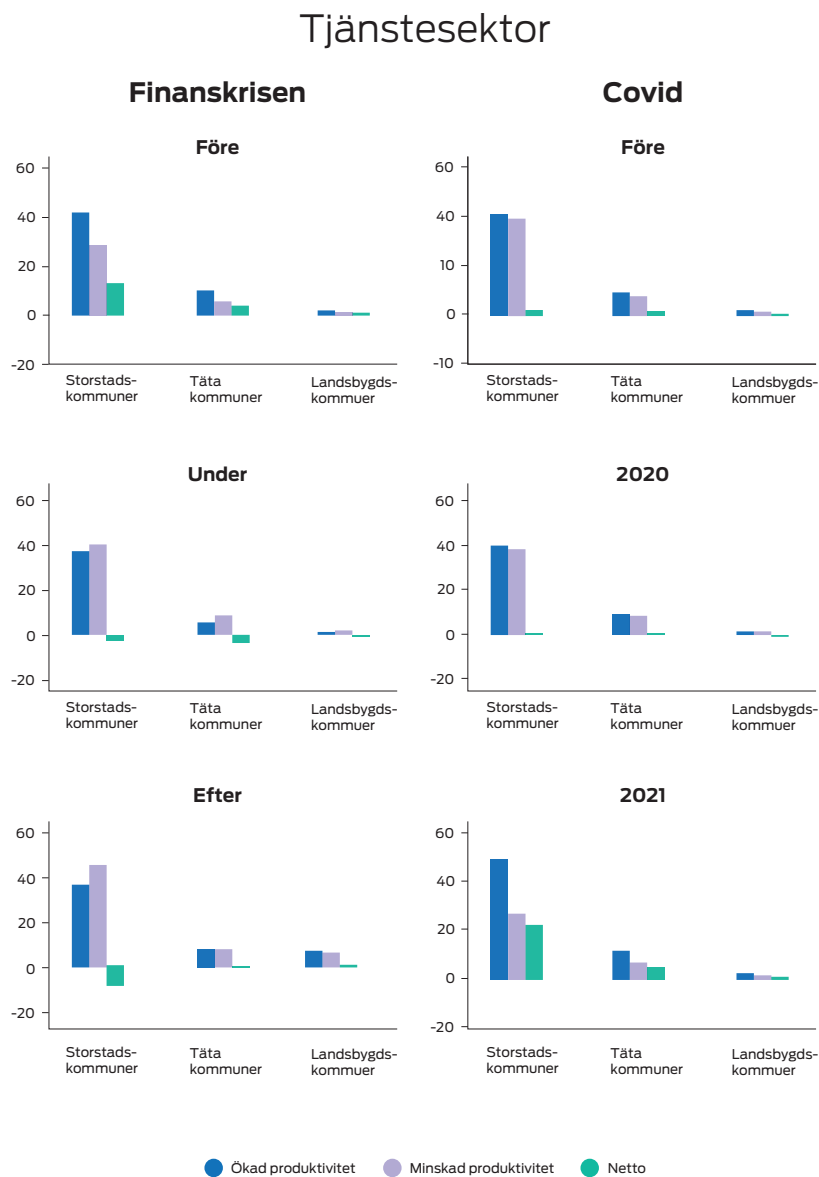 Tjänstesektor
Finanskrisen
Covid
Före
60
40
20
0
-20
Storstads-
kommuner
Täta
kommuner
Landsbygds-
kommuer
Före
60
40
10
0
-10
Storstads-
kommuner
Täta
kommuner
Landsbygds-
kommuer
Under
60
40
20
0
-20
Storstads-
kommuner
Täta
kommuner
Landsbygds-
kommuer
2020
60
40
20
0
-20
Storstads-
kommuner
Täta
kommuner
Landsbygds-
kommuer
Efter
60
40
20
0
-20
Storstads-
kommuner
Täta
kommuner
Landsbygds-
kommuer
2021
60
40
20
0
-20
Storstads-
kommuner
Täta
kommuner
Landsbygds-
kommuer
Ökad produktivitet
Minskad produktivitet
Netto